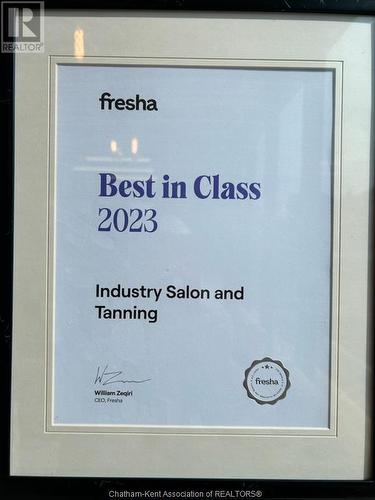 R
REALTOR®
fresha
Best in Class
2023
Industry Salon and
Tanning
William Zeqiri
CEO, Fresha
fresha
Chatham-Kent Association of REALTORS®